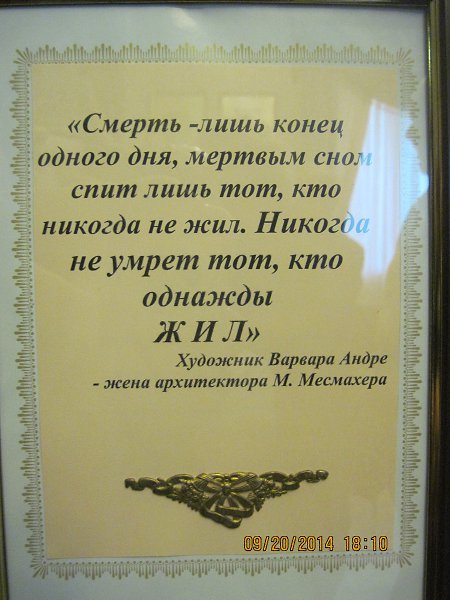 «Смерть -лишь конец
одного дня, мертвым сном
спит лишь тот, кто
никогда не жил. Никогда
не умрет тот, кто
однажды
Ж И Л»
Художник Варвара Андре
- жена архитектора М. Месмахера
09/20/2014 18:10